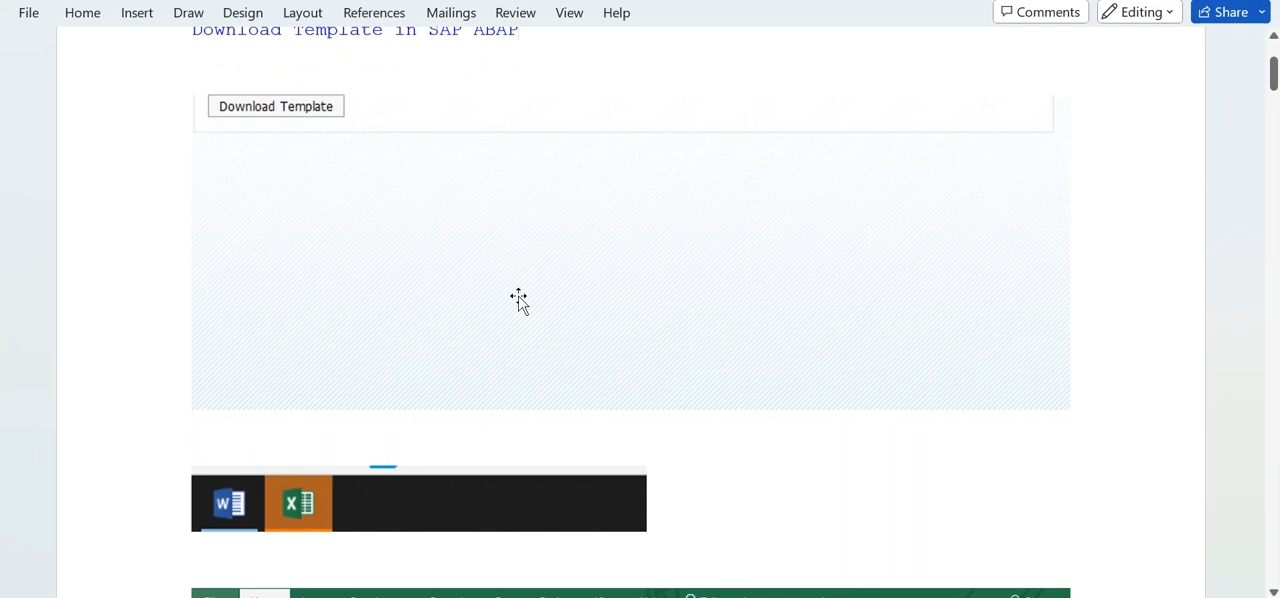 File Home Insert Draw Design Layout References Mailings Review View Help Comments Editing Share
Download Template in SAP ABAP
Download Template